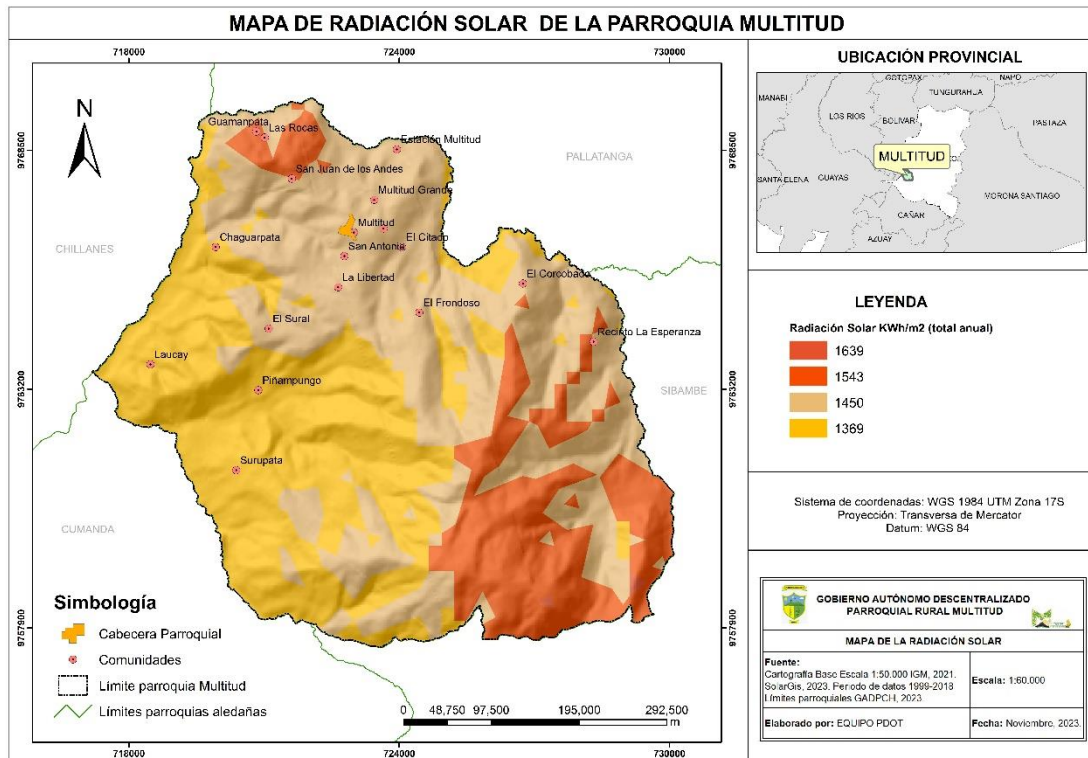 MAPA DE RADIACIÓN SOLAR DE LA PARROQUIA MULTITUD
718000
724000
730000
N
Guamanpata
Las Rocas
Estación Multitud
9768500
9768500
PALLATANGA
San Juan de los Andes
Multitud Grande
Multitud
CHILLANES
Chaguarpata
San Antonio
El Citado
La Libertad
El Corcobado
El Frondoso
El Sural
Recinto La Esperanza
Laucay
Piñampungo
9763200
9763200
SIBAMBE
Surupata
CUMANDA
9757900
9757900
Simbología
Cabecera Parroquial
Comunidades
Límite parroquia Multitud
Límites parroquias aledañas
0 48,750 97,500 195,000 292,500
m
718000
724000
730000
UBICACIÓN PROVINCIAL
COTOPAX
NAPO
TUNGURAHUA
MANABI
LOS RIOS
BOLIVAR
PASTAZA
MULTITUD
SANTA ELENA
GUAYAS
MORONA SANTIAGO
CAÑAR
AZUAY
LEYENDA
Radiación Solar KWh/m2 (total anual)
1639
1543
1450
1369
Sistema de coordenadas: WGS 1984 UTM Zona 17S
Proyección: Transversa de Mercator
Datum: WGS 84
GOBIERNO AUTÓNOMO DESCENTRALIZADO
PARROQUIAL RURAL MULTITUD
MAPA DE LA RADIACIÓN SOLAR
Fuente:
Cartografía Base Escala 1:50.000 IGM, 2021.
SolarGis, 2023. Periodo de datos 1999-2018
Límites parroquiales GADPCH, 2023.
Escala: 1:60.000
Elaborado por: EQUIPO PDOT
Fecha: Noviembre, 2023.